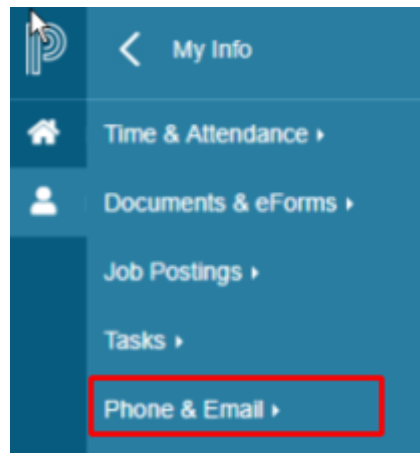 My Info
Time & Attendance
Documents & eForms
Job Postings
Tasks
Phone & Email